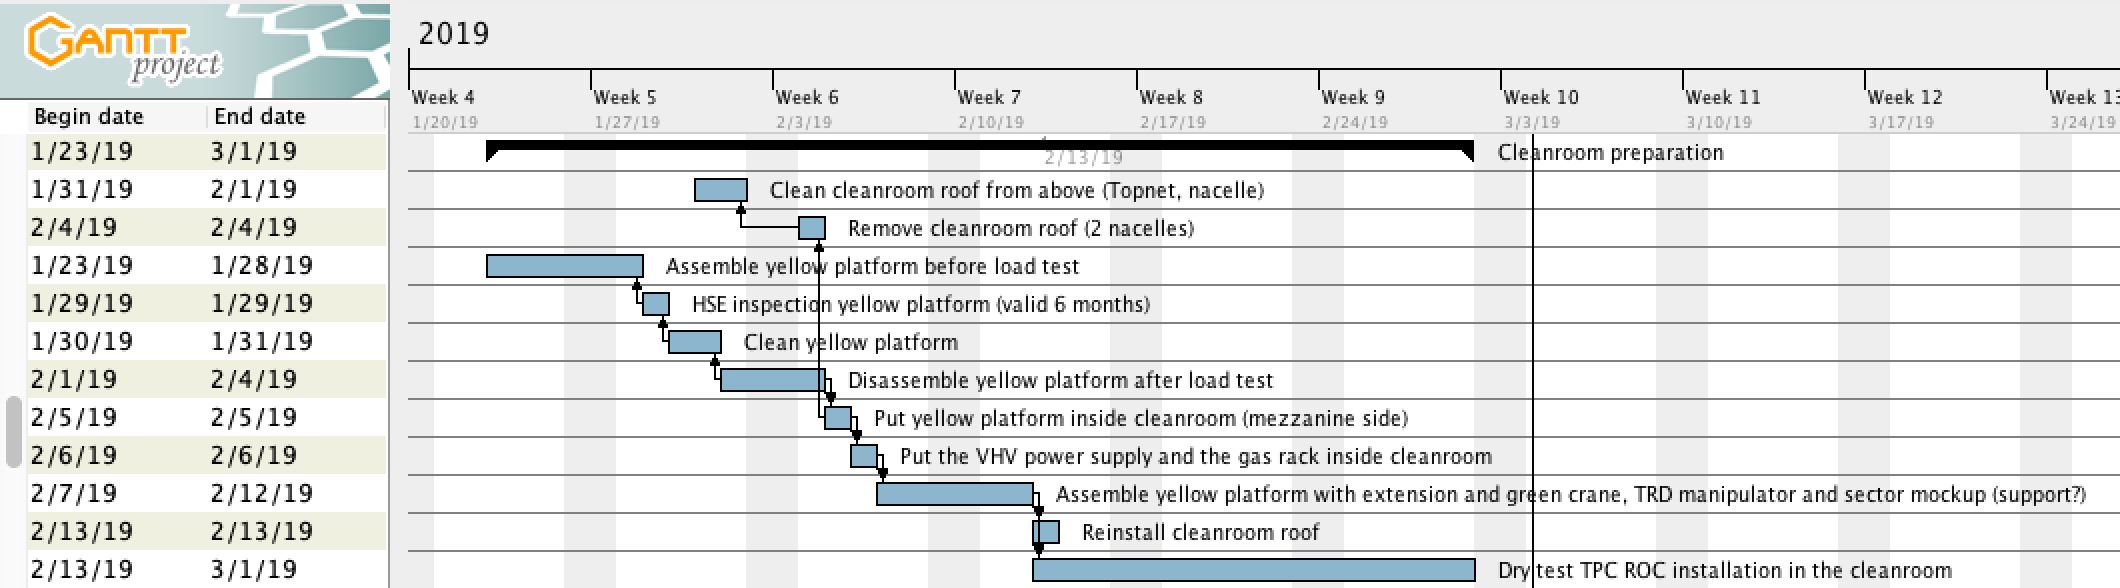 GANTT
project
2019
Week 4 Week 5 Week 6 Week 7 Week 8 Week 9 Week 10 Week 11 Week 12 Week 13
Begin date End date 1/20/19 1/27/19 2/3/19 2/10/19 2/17/19 2/24/19 3/3/19 3/10/19 3/17/19 3/24/19
1/23/19 3/1/19 2/13/19 Cleanroom preparation
1/31/19 2/1/19 Clean cleanroom roof from above (Topnet, nacelle)
2/4/19 2/4/19 Remove cleanroom roof (2 nacelles)
1/23/19 1/28/19 Assemble yellow platform before load test
1/29/19 1/29/19 HSE inspection yellow platform (valid 6 months)
1/30/19 1/31/19 Clean yellow platform
2/1/19 2/4/19 Disassemble yellow platform after load test
2/5/19 2/5/19 Put yellow platform inside cleanroom (mezzanine side)
2/6/19 2/6/19 Put the VHV power supply and the gas rack inside cleanroom
2/7/19 2/12/19 Assemble yellow platform with extension and green crane, TRD manipulator and sector mockup (support?)
2/13/19 2/13/19 Reinstall cleanroom roof
2/13/19 3/1/19 Dry test TPC ROC installation in the cleanroom